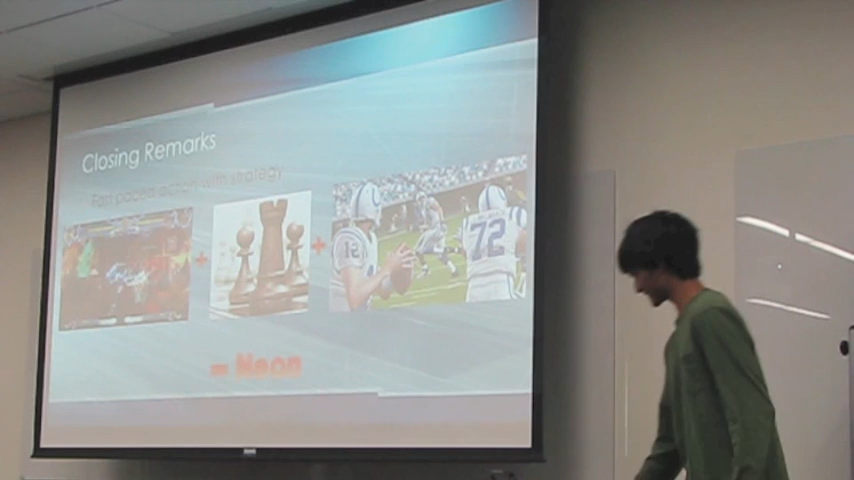 Closing Remarks
Fast paced action with strategy
+ +
12 72
= Neon